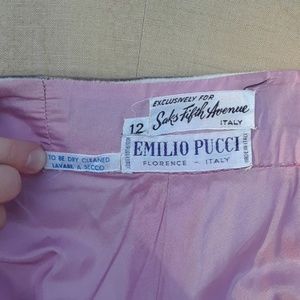 EXCLUSIVELY FOR
Saks Fifth Avenue
12 ITALY
EMILIO PUCCI
FLORENCE - ITALY
TO BE DRY CLEANED
LAVARE A SECCO